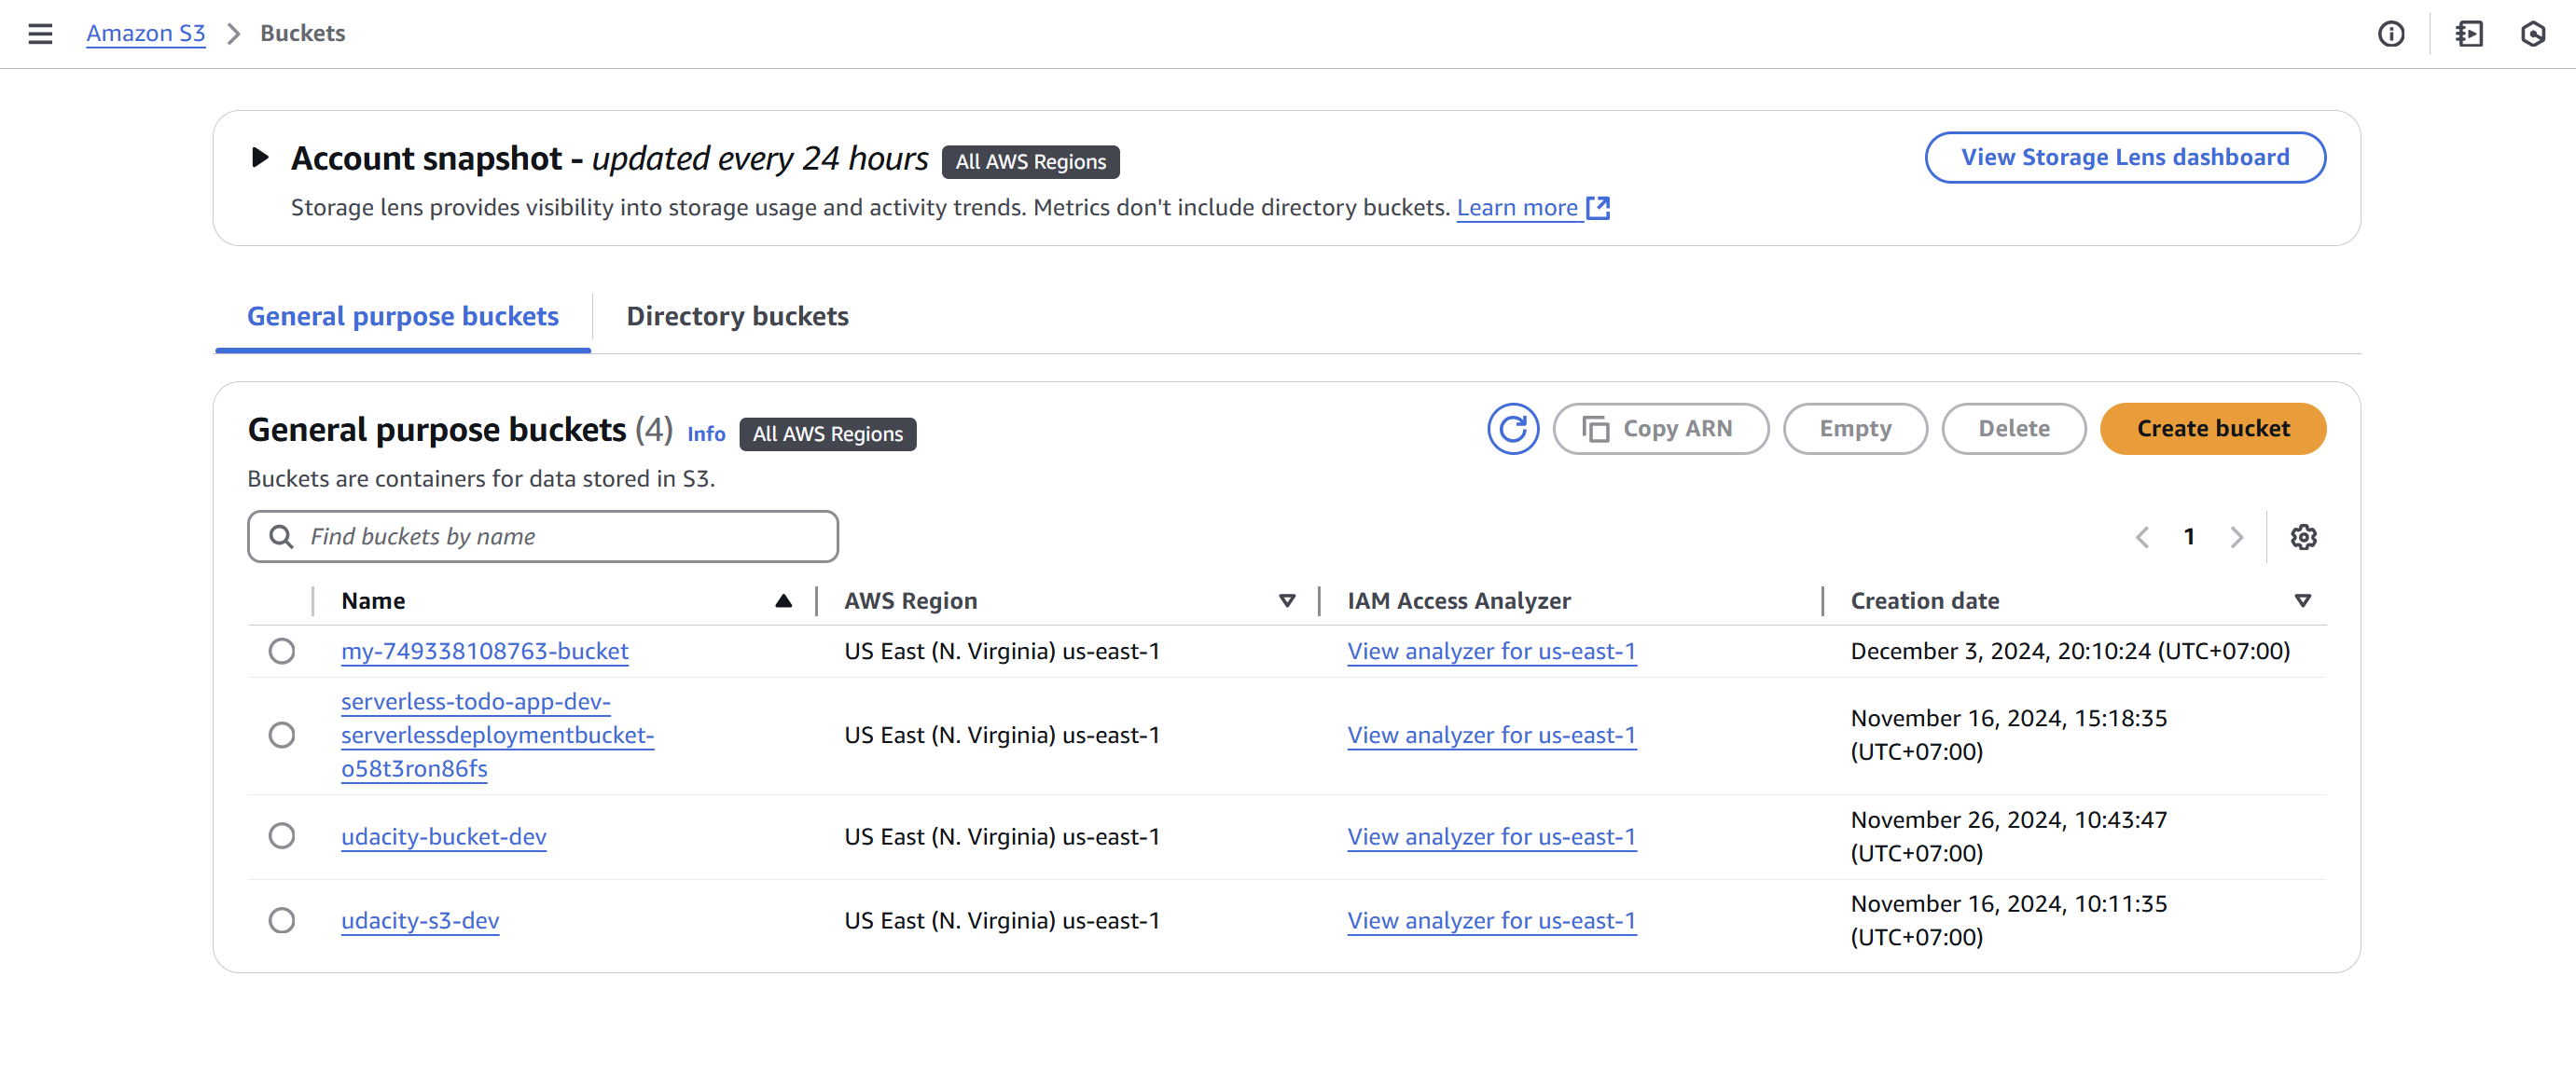 Amazon S3 > Buckets
Account snapshot - updated every 24 hours All AWS Regions View Storage Lens dashboard
Storage lens provides visibility into storage usage and activity trends. Metrics don't include directory buckets. Learn more
General purpose buckets Directory buckets
General purpose buckets (4) Info All AWS Regions Copy ARN Empty Delete Create bucket
Buckets are containers for data stored in S3.
Find buckets by name 1
Name AWS Region IAM Access Analyzer Creation date
my-749338108763-bucket US East (N. Virginia) us-east-1 View analyzer for us-east-1 December 3, 2024, 20:10:24 (UTC+07:00)
serverless-todo-app-dev-
serverlessdeploymentbucket-
o58t3ron86fs US East (N. Virginia) us-east-1 View analyzer for us-east-1 November 16, 2024, 15:18:35
(UTC+07:00)
udacity-bucket-dev US East (N. Virginia) us-east-1 View analyzer for us-east-1 November 26, 2024, 10:43:47
(UTC+07:00)
udacity-s3-dev US East (N. Virginia) us-east-1 View analyzer for us-east-1 November 16, 2024, 10:11:35
(UTC+07:00)